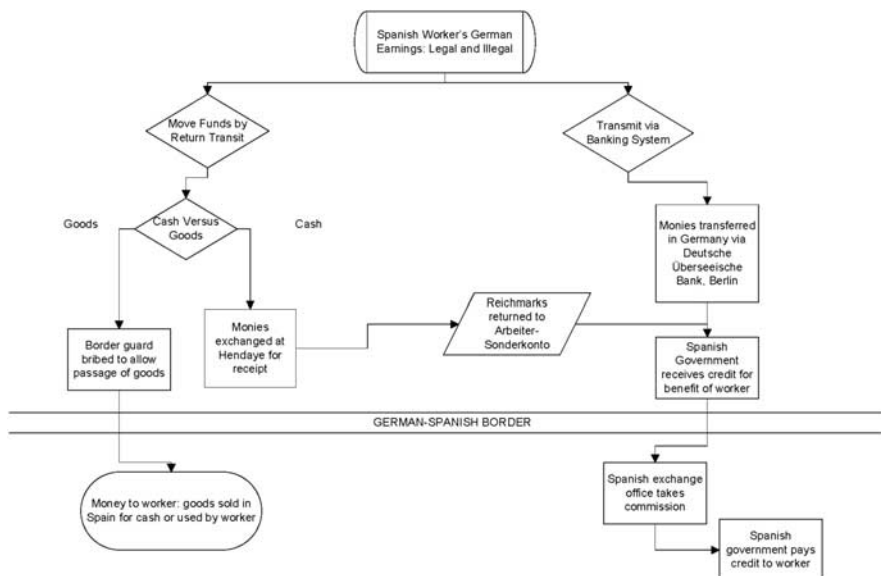 Spanish Worker's German
Earnings: Legal and Illegal
Move Funds by
Return Transit
Transmit via
Banking System
Goods
Cash Versus
Goods
Cash
Monies transferred
in Germany via
Deutsche
Überseeische
Bank, Berlin
Border guard
bribed to allow
passage of goods
Monies
exchanged at
Hendaye for
receipt
Reichmarks
returned to
Arbeiter-
Sonderkonto
Spanish
Government
receives credit for
benefit of worker
GERMAN-SPANISH BORDER
Money to worker: goods sold in
Spain for cash or used by worker
Spanish exchange
office takes
commission
Spanish
government pays
credit to worker